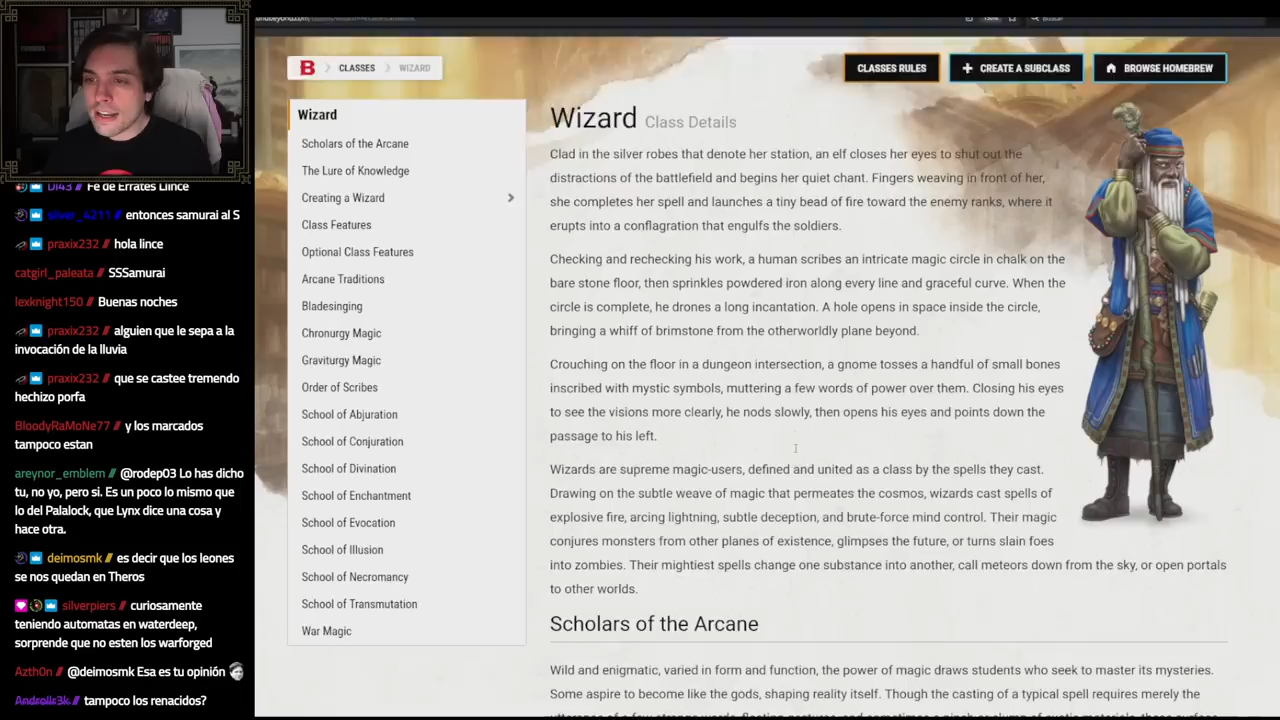 CLASSES WIZARD
CLASSES RULES
CREATE A SUBCLASS
BROWSE HOMEBREW
Wizard
Scholars of the Arcane
The Lure of Knowledge
Creating a Wizard
Class Features
Optional Class Features
Arcane Traditions
Bladesinging
Chronurgy Magic
Graviturgy Magic
Order of Scribes
School of Abjuration
School of Conjuration
School of Divination
School of Enchantment
School of Evocation
School of Illusion
School of Necromancy
School of Transmutation
War Magic
Wizard Class Details
Clad in the silver robes that denote her station, an elf closes her eyes to shut out the
distractions of the battlefield and begins her quiet chant. Fingers weaving in front of her,
she completes her spell and launches a tiny bead of fire toward the enemy ranks, where it
erupts into a conflagration that engulfs the soldiers.
Checking and rechecking his work, a human scribes an intricate magic circle in chalk on the
bare stone floor, then sprinkles powdered iron along every line and graceful curve. When the
circle is complete, he drones a long incantation. A hole opens in space inside the circle,
bringing a whiff of brimstone from the otherworldly plane beyond.
Crouching on the floor in a dungeon intersection, a gnome tosses a handful of small bones
inscribed with mystic symbols, muttering a few words of power over them. Closing his eyes
to see the visions more clearly, he nods slowly, then opens his eyes and points down the
passage to his left.
Wizards are supreme magic-users, defined and united as a class by the spells they cast.
Drawing on the subtle weave of magic that permeates the cosmos, wizards cast spells of
explosive fire, arcing lightning, subtle deception, and brute-force mind control. Their magic
conjures monsters from other planes of existence, glimpses the future, or turns slain foes
into zombies. Their mightiest spells change one substance into another, call meteors down from the sky, or open portals
to other worlds.
Scholars of the Arcane
Wild and enigmatic, varied in form and function, the power of magic draws students who seek to master its mysteries.
Some aspire to become like the gods, shaping reality itself. Though the casting of a typical spell requires merely the
DI43 // Fe de Errates Llince
silver_4211 // entonces samurai al S
praxix232 // hola lince
catgirl_paleata // SSSamurai
lexknight150 // Buenas noches
praxix232 // alguien que le sepa a la
invocación de la lluvia
praxix232 // que se castee tremendo
hechizo porfa
BloodyRaMoNe77 // y los marcados
tampoco estan
areynor_emblem // @rodep03 Lo has dicho
tu, no yo, pero si. Es un poco lo mismo que
lo del Palalock, que Lynx dice una cosa y
hace otra.
deimosmk // es decir que los leones
se nos quedan en Theros
silverpiers // curiosamente
teniendo automatas en waterdeep,
sorprende que no esten los warforged
Azth0n // @deimosmk Esa es tu opinión
// tampoco los renacidos?